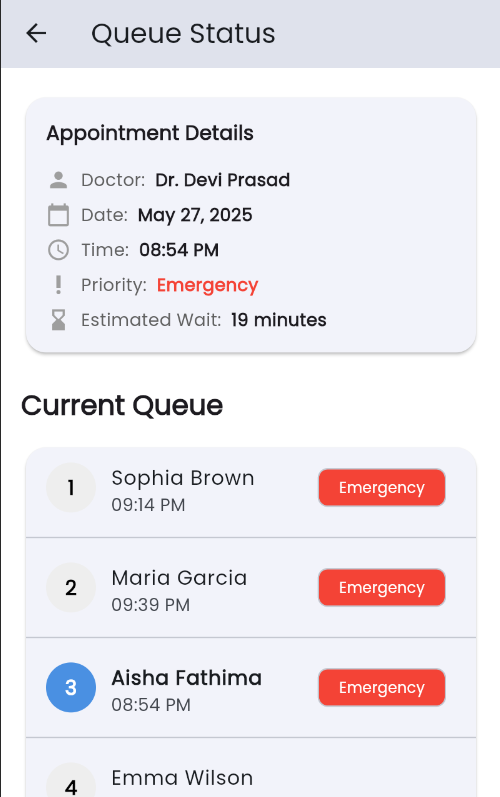 Queue Status
Appointment Details
Doctor: Dr. Devi Prasad
Date: May 27, 2025
Time: 08:54 PM
Priority: Emergency
Estimated Wait: 19 minutes
Current Queue
1 Sophia Brown Emergency
09:14 PM
2 Maria Garcia Emergency
09:39 PM
3 Aisha Fathima Emergency
08:54 PM
4 Emma Wilson